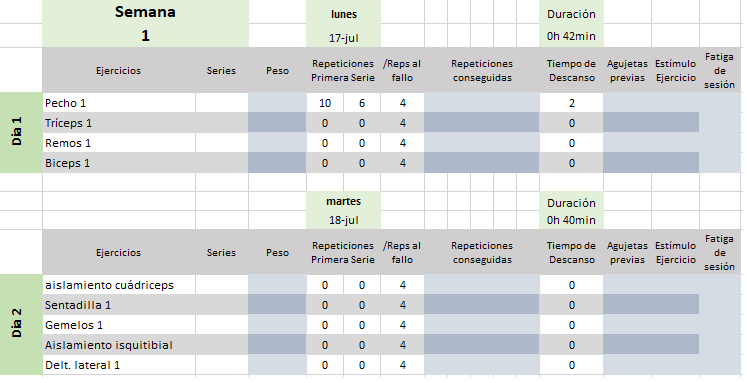 Semana lunes Duración
1 17-jul 0h 42min
Ejercicios Series Peso Repeticiones Primera Serie /Reps al fallo Repeticiones conseguidas Tiempo de Descanso Agujetas previas Estímulo Ejercicio Fatiga de sesión
Día 1
Pecho 1 10 6 4 2
Tríceps 1 0 0 4 0
Remos 1 0 0 4 0
Biceps 1 0 0 4 0
martes Duración
18-jul 0h 40min
Ejercicios Series Peso Repeticiones Primera Serie /Reps al fallo Repeticiones conseguidas Tiempo de Descanso Agujetas previas Estímulo Ejercicio Fatiga de sesión
Día 2
aislamiento cuádriceps 0 0 4 0
Sentadilla 1 0 0 4 0
Gemelos 1 0 0 4 0
Aislamiento isquitibial 0 0 4 0
Delt. lateral 1 0 0 4 0